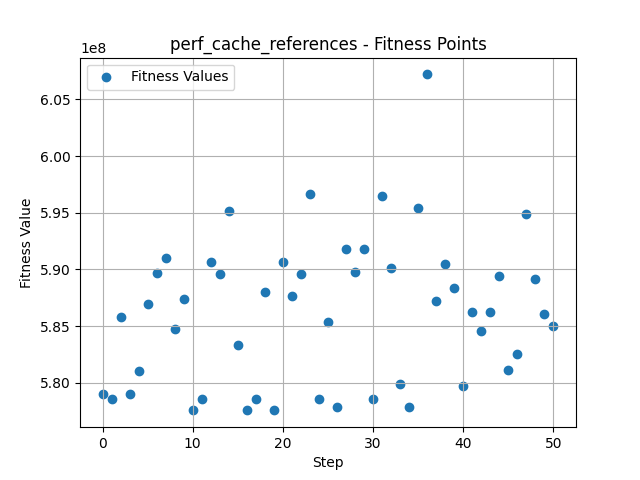 perf_cache_references - Fitness Points
1e8
Fitness Values
6.05
6.00
5.95
5.90
5.85
5.80
Fitness Value
0 10 20 30 40 50
Step